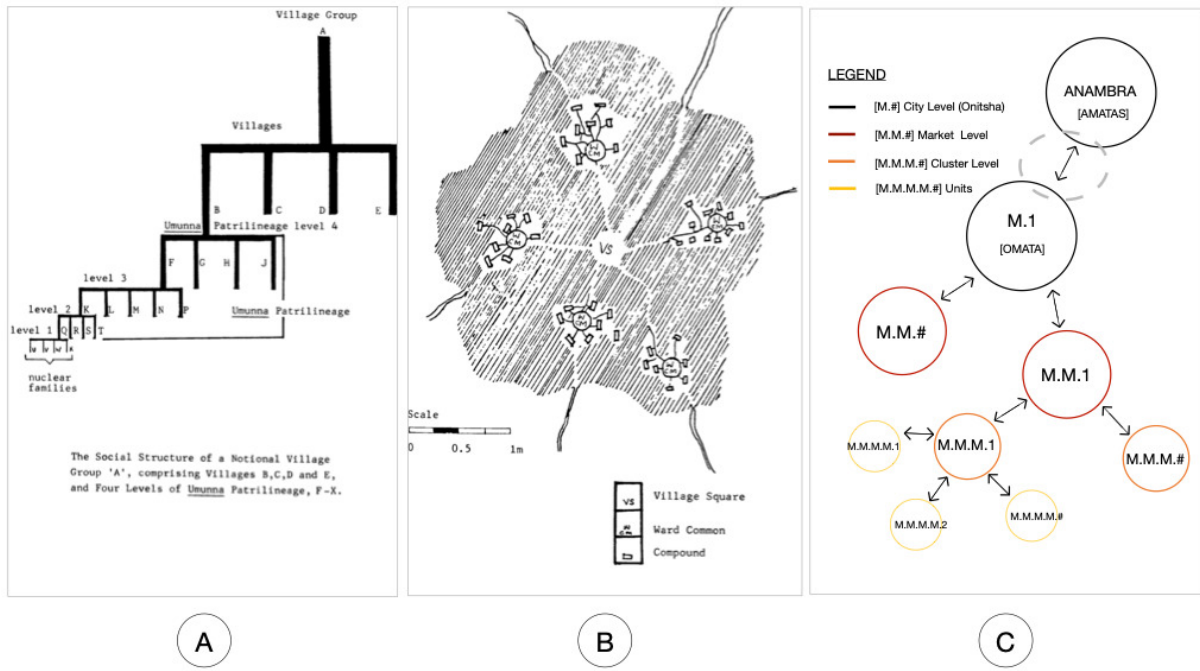 Village Group
A
Villages
B C D E
Umunna Patrilineage level 4
F G H J
level 3
level 2 K L M N P
Umunna Patrilineage
level 1 Q R S T
nuclear
families
The Social Structure of a Notional Village
Group 'A', comprising Villages B,C,D and E,
and Four Levels of Umunna Patrilineage, F-X.
A
VS
Scale
0 0.5 1m
VS Village Square
W
CM
Ward Common
Compound
B
LEGEND
[M.#] City Level (Onitsha)
[M.M.#] Market Level
[M.M.M.#] Cluster Level
[M.M.M.M.#] Units
ANAMBRA
[AMATAS]
M.1
[OMATA]
M.M.#
M.M.1
M.M.M.M.1
M.M.M.1
M.M.M.#
M.M.M.M.2
M.M.M.M.#
C